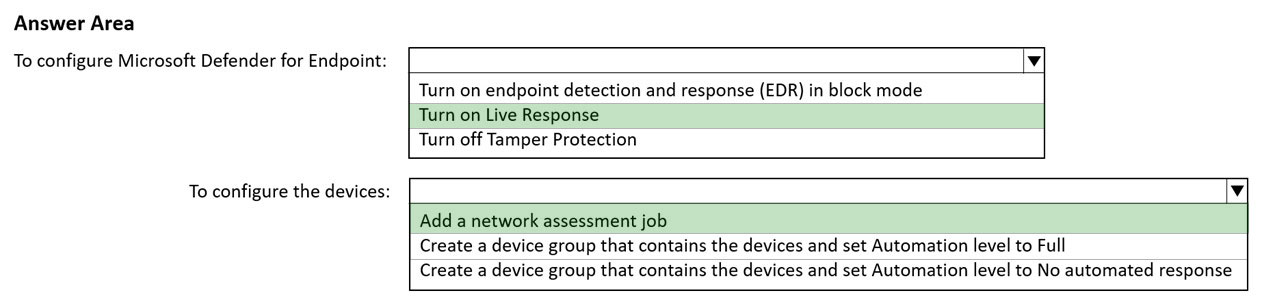 Answer Area
To configure Microsoft Defender for Endpoint:
Turn on endpoint detection and response (EDR) in block mode
Turn on Live Response
Turn off Tamper Protection
To configure the devices:
Add a network assessment job
Create a device group that contains the devices and set Automation level to Full
Create a device group that contains the devices and set Automation level to No automated response